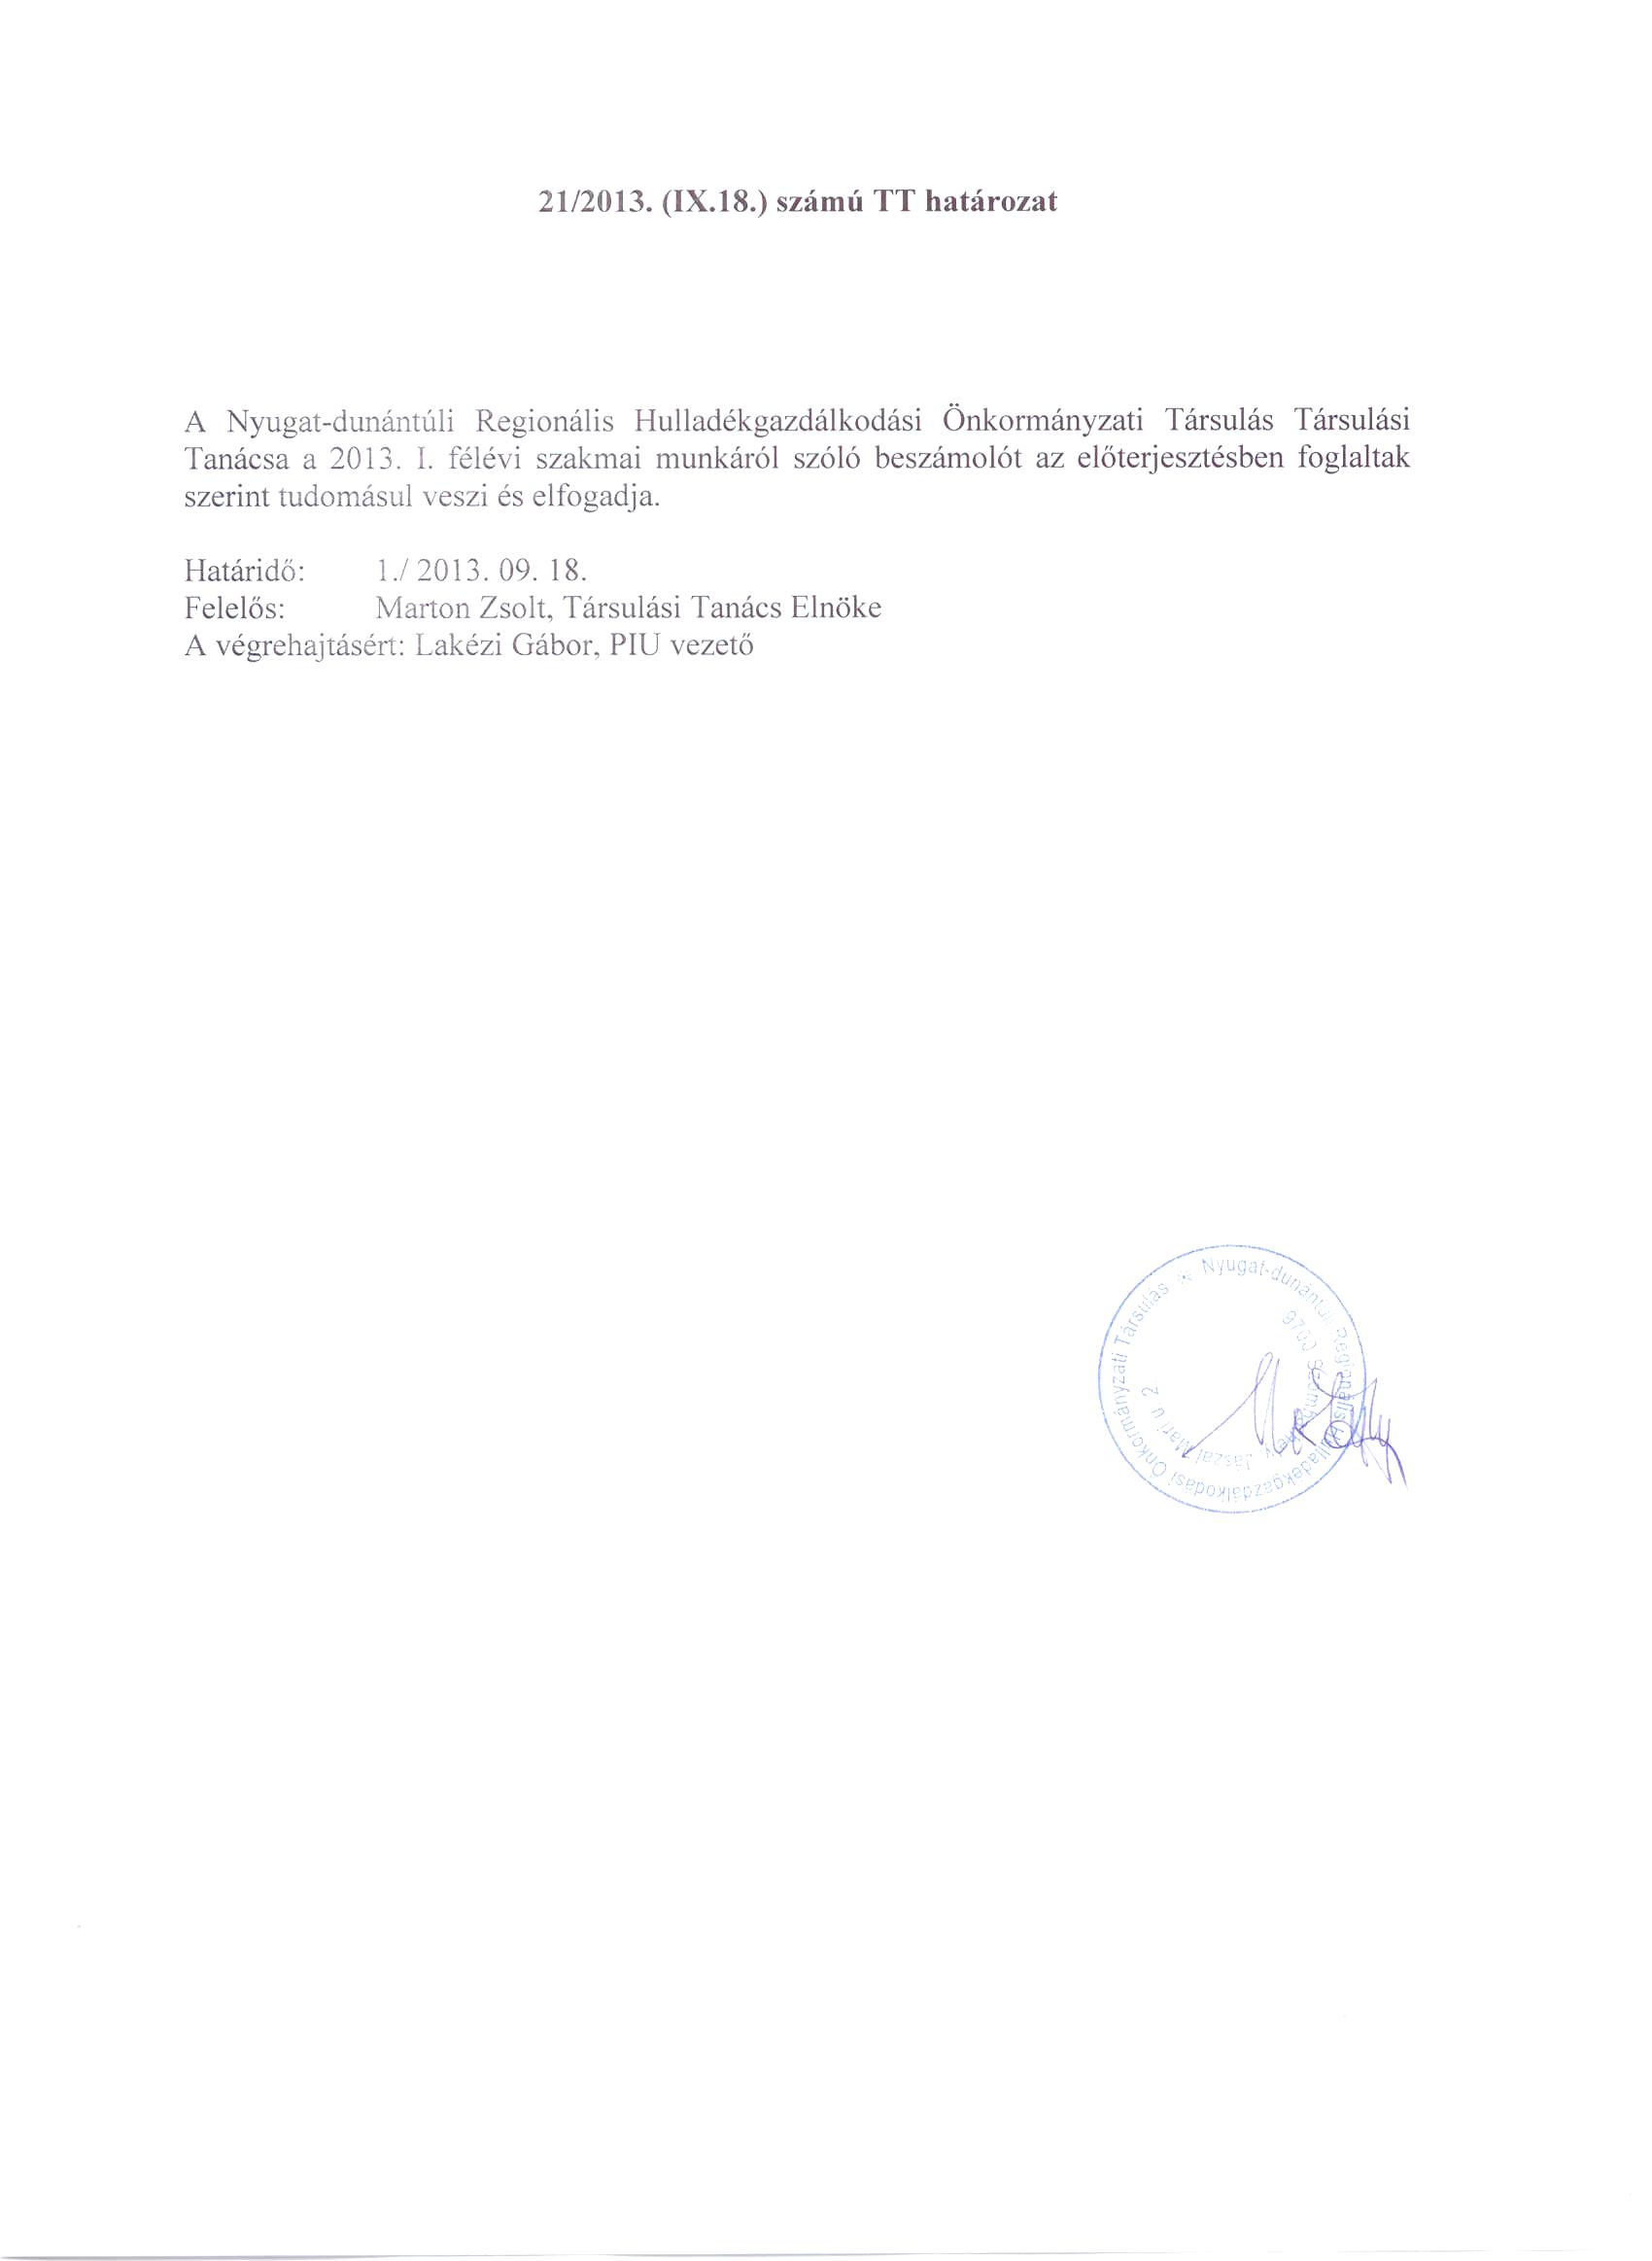 21/2013. (IX.18.) számú TT határozat
A Nyugat-dunántúli Regionális Hulladékgazdálkodási Önkormányzati Társulás Társulási
Tanácsa a 2013. I. félévi szakmai munkáról szóló beszámolót az előterjesztésben foglaltak
szerint tudomásul veszi és elfogadja.
Határidő: 1./ 2013. 09. 18.
Felelős: Marton Zsolt, Társulási Tanács Elnöke
A végrehajtásért: Lakézi Gábor, PIU vezető
Nyugat-dunántúli Regionális Hulladékgazdálkodási Önkormányzati Társulás
9700 Szombathely, Jászai Mari u 2